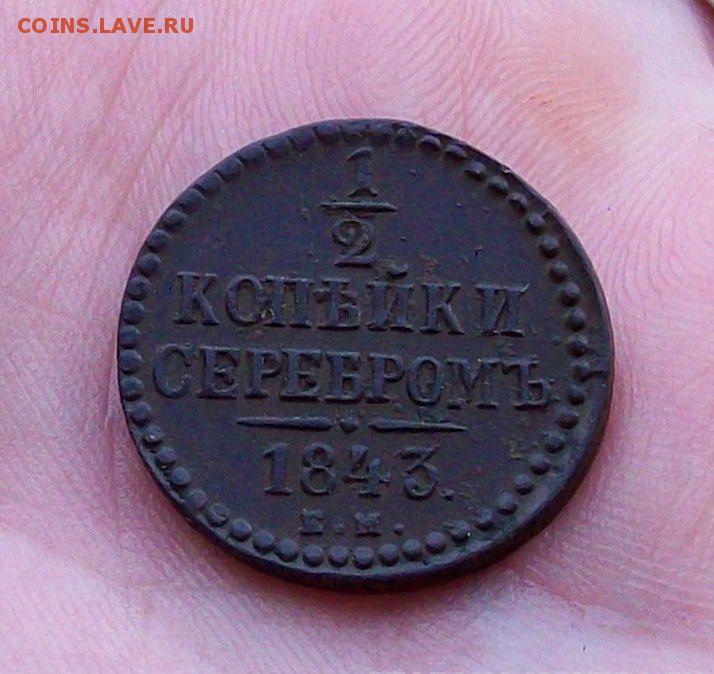 COINS.LAVE.RU
1
2
КОПѢЙКИ
СЕРЕБРОМЪ
1843.
Е.М.